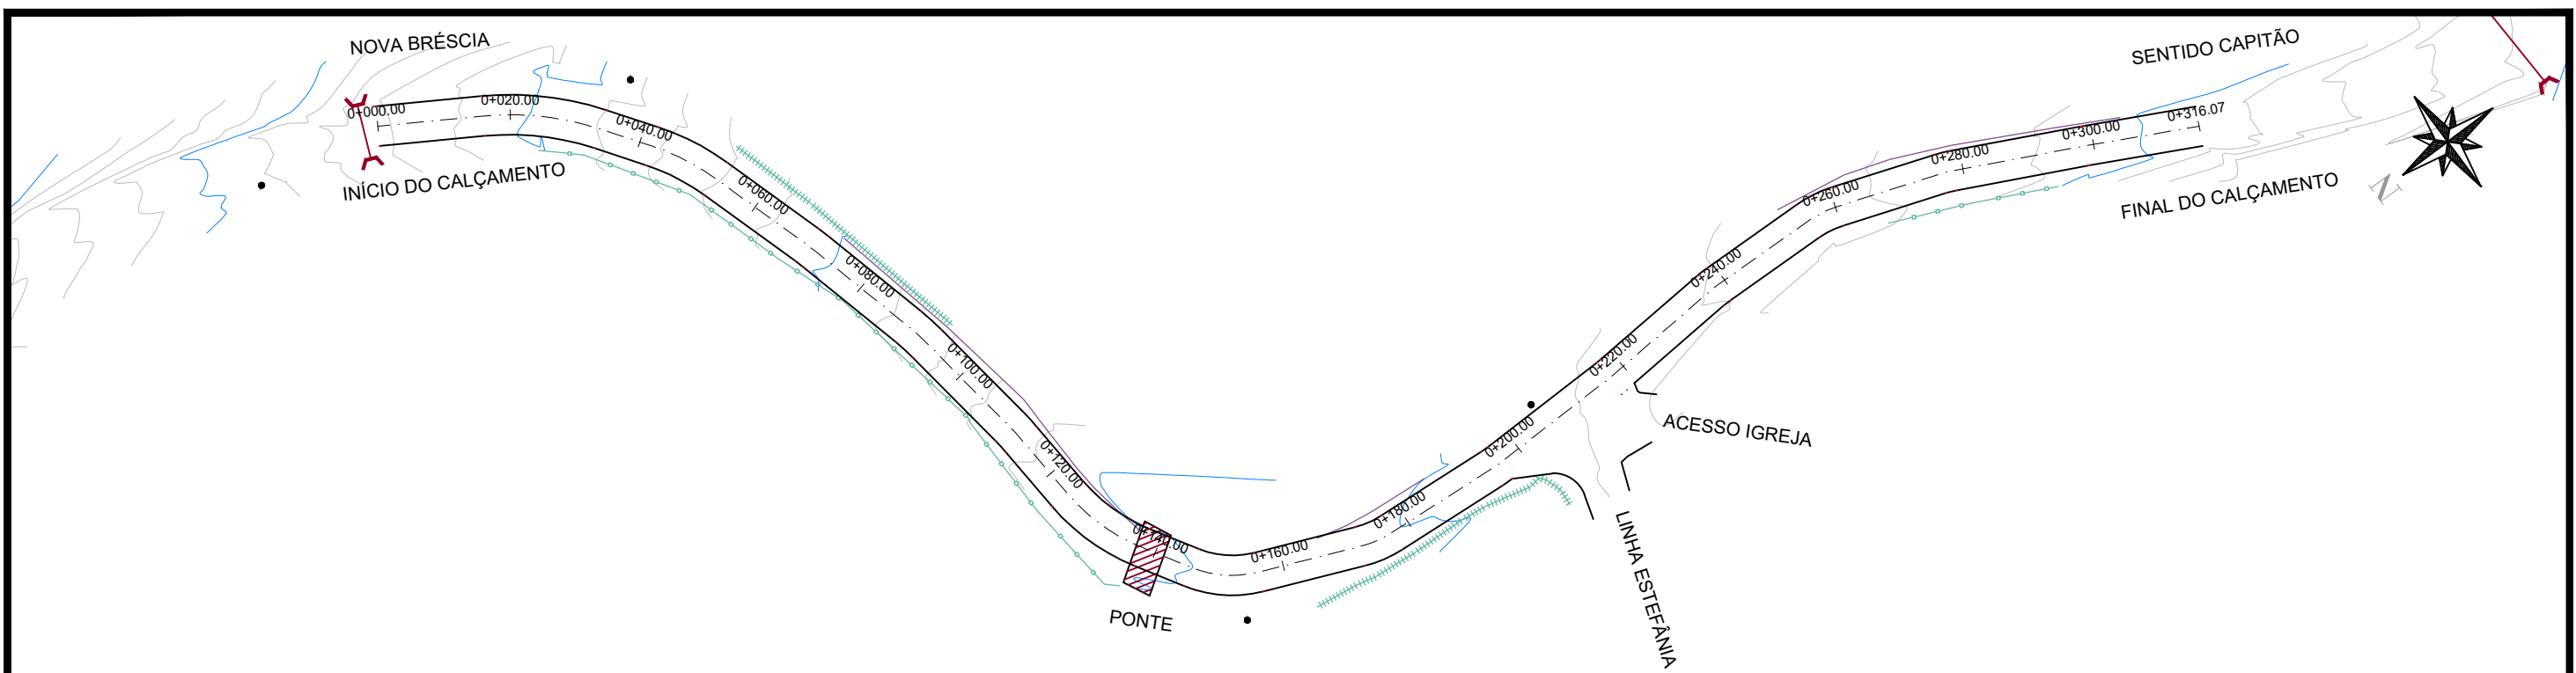 NOVA BRÉSCIA
SENTIDO CAPITÃO
0+000.00
0+020.00
0+040.00
0+060.00
0+080.00
0+100.00
0+120.00
0+140.00
0+160.00
0+180.00
0+200.00
0+220.00
0+240.00
0+260.00
0+280.00
0+300.00
0+316.07
INÍCIO DO CALÇAMENTO
FINAL DO CALÇAMENTO
N
ACESSO IGREJA
LINHA ESTEFÂNIA
PONTE